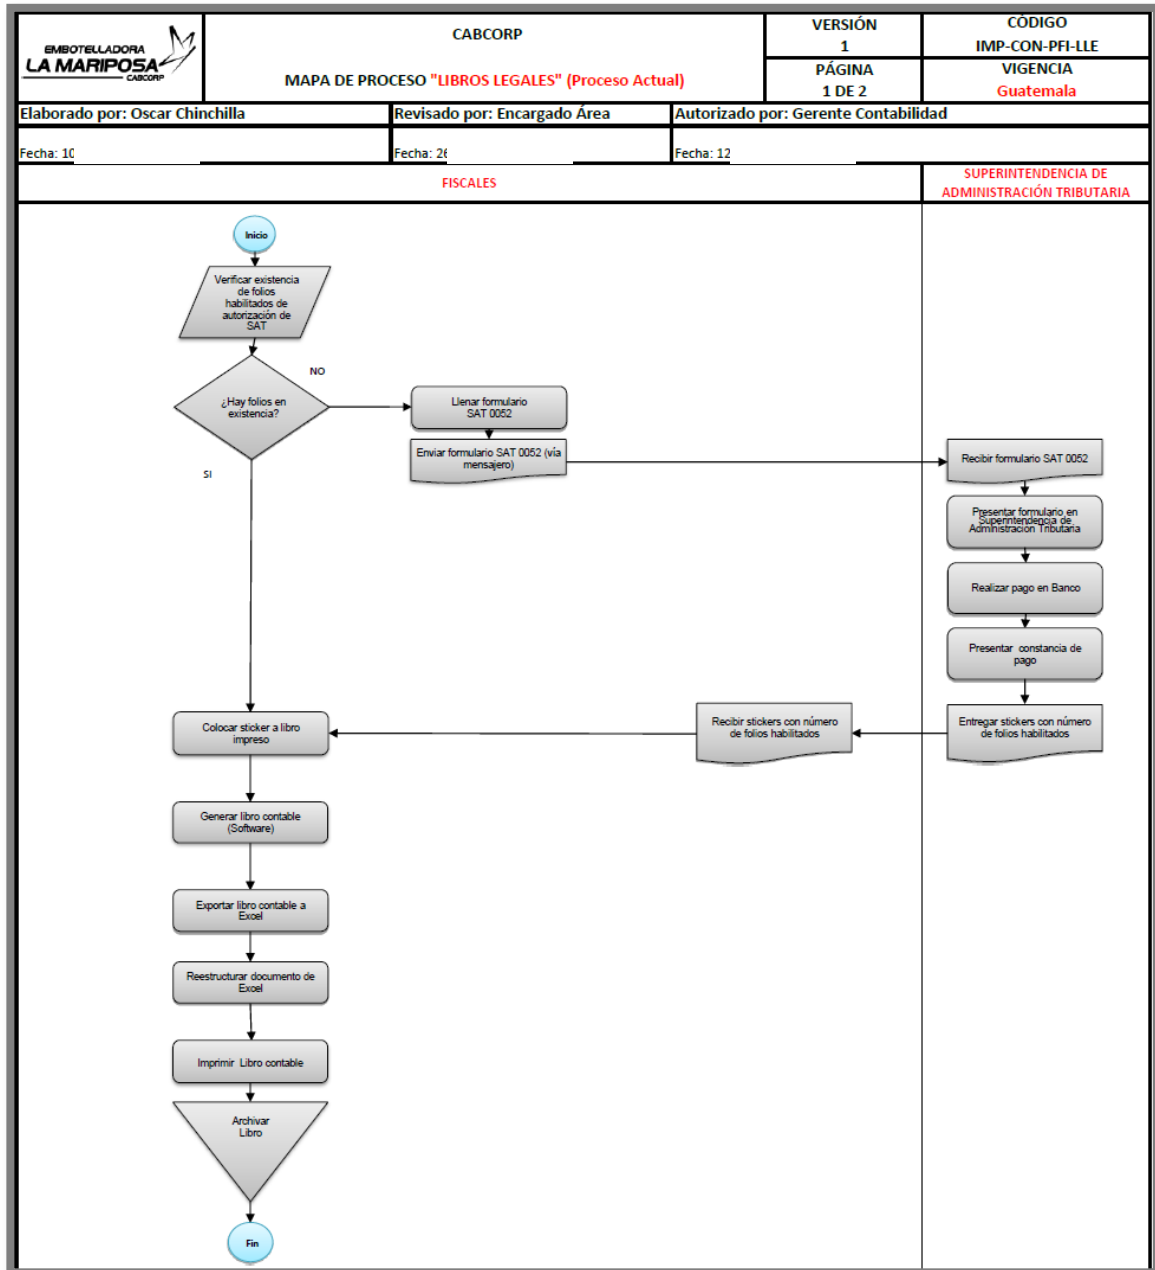 EMBOTELLADORA
LA MARIPOSA
CABCORP
CABCORP
MAPA DE PROCESO "LIBROS LEGALES" (Proceso Actual)
VERSIÓN
1
CÓDIGO
IMP-CON-PFI-LLE
PÁGINA
1 DE 2
VIGENCIA
Guatemala
Elaborado por: Oscar Chinchilla
Revisado por: Encargado Área
Autorizado por: Gerente Contabilidad
Fecha: 10
Fecha: 26
Fecha: 12
FISCALES
SUPERINTENDENCIA DE
ADMINISTRACIÓN TRIBUTARIA
Inicio
Verificar existencia
de folios
habilitados de
autorización de
SAT
¿Hay folios en
existencia?
NO
SI
Llenar formulario
SAT 0052
Enviar formulario SAT 0052 (vía
mensajero)
Recibir formulario SAT 0052
Presentar formulario en
Superintendencia de
Administración Tributaria
Realizar pago en Banco
Presentar constancia de
pago
Entregar stickers con número
de folios habilitados
Recibir stickers con número
de folios habilitados
Colocar sticker a libro
impreso
Generar libro contable
(Software)
Exportar libro contable a
Excel
Reestructurar documento de
Excel
Imprimir Libro contable
Archivar
Libro
Fin